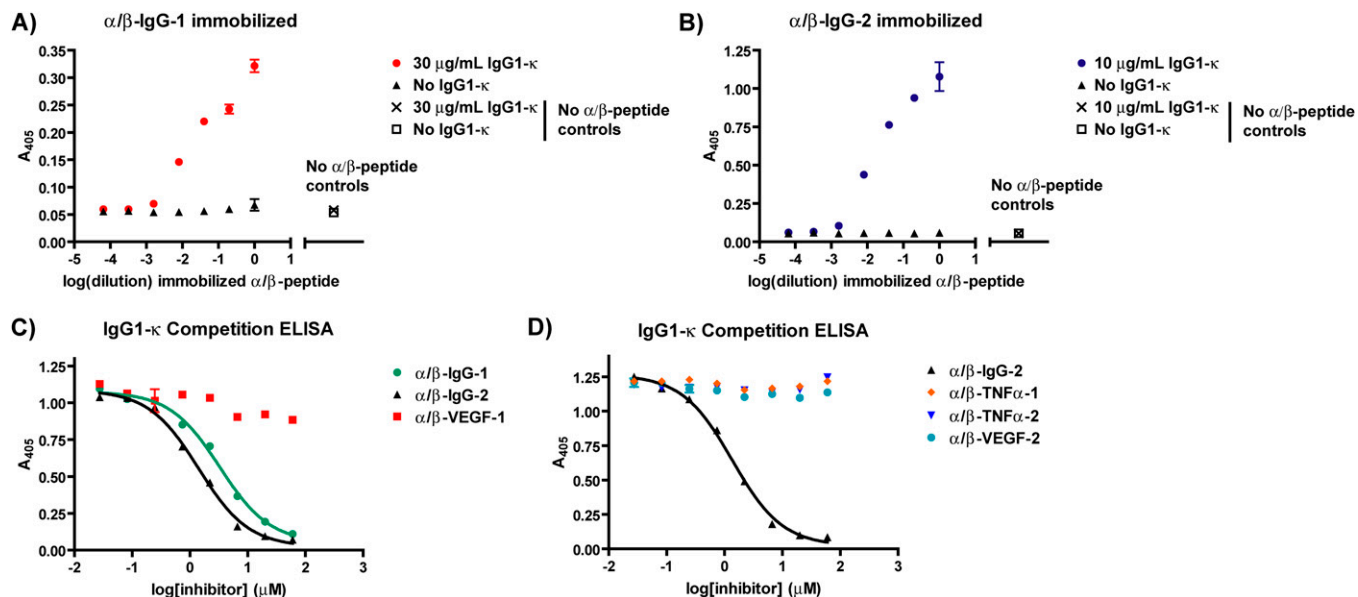 A)
α/β-IgG-1 immobilized
0.35
0.30
0.25
0.20
0.15
0.10
0.05
0.00
A405
-5 -4 -3 -2 -1 0 1
log(dilution) immobilized α/β-peptide
30 μg/mL IgG1-κ
No IgG1-κ
30 μg/mL IgG1-κ
No IgG1-κ
No α/β-peptide
controls
No α/β-peptide
controls
B)
α/β-IgG-2 immobilized
1.25
1.00
0.75
0.50
0.25
0.00
A405
-5 -4 -3 -2 -1 0 1
log(dilution) immobilized α/β-peptide
10 μg/mL IgG1-κ
No IgG1-κ
10 μg/mL IgG1-κ
No IgG1-κ
No α/β-peptide
controls
No α/β-peptide
controls
C)
IgG1-κ Competition ELISA
1.25
1.00
0.75
0.50
0.25
0.00
A405
-2 -1 0 1 2 3
log[inhibitor] (μM)
α/β-IgG-1
α/β-IgG-2
α/β-VEGF-1
D)
IgG1-κ Competition ELISA
1.25
1.00
0.75
0.50
0.25
0.00
A405
-2 -1 0 1 2 3
log[inhibitor] (μM)
α/β-IgG-2
α/β-TNFα-1
α/β-TNFα-2
α/β-VEGF-2